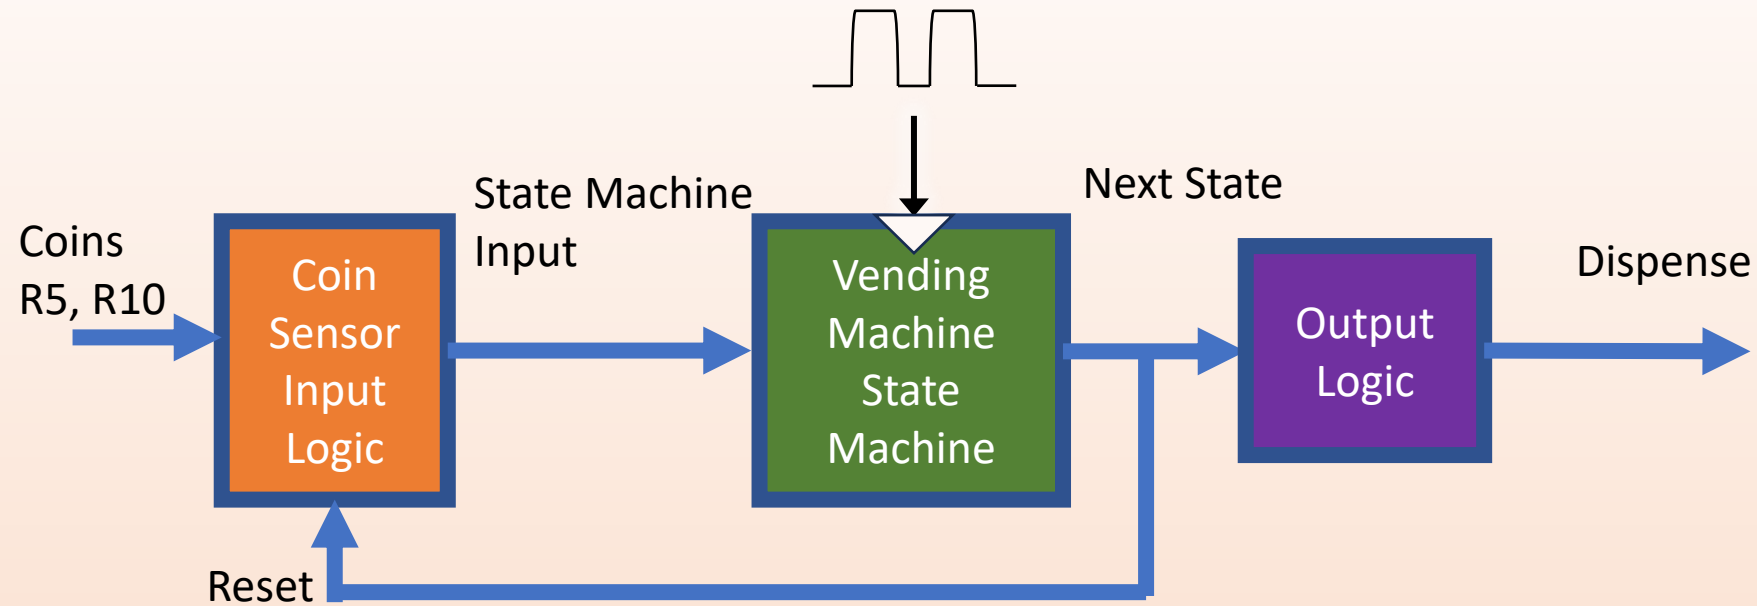 Coins
R5, R10
Coin
Sensor
Input
Logic
State Machine
Input
Vending
Machine
State
Machine
Next State
Output
Logic
Dispense
Reset